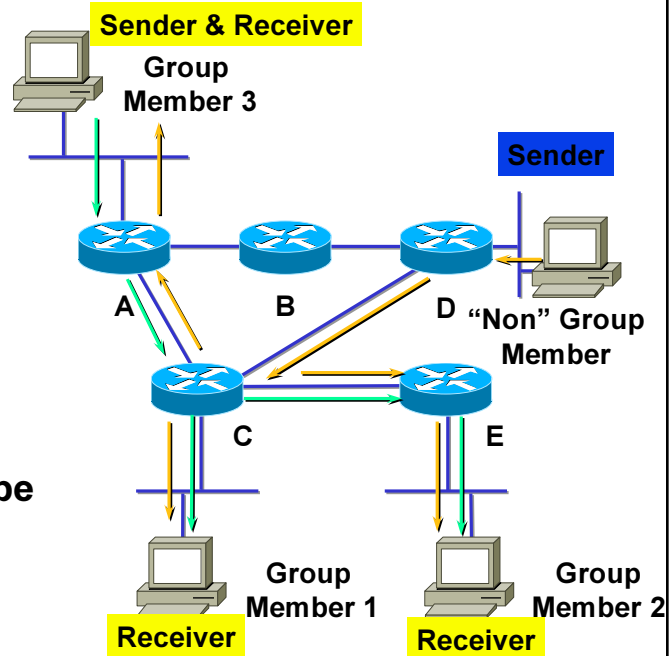 Sender & Receiver
Group
Member 3
Sender
A
B
D
“Non” Group
Member
C
E
Group
Member 1
Receiver
Group
Member 2
Receiver